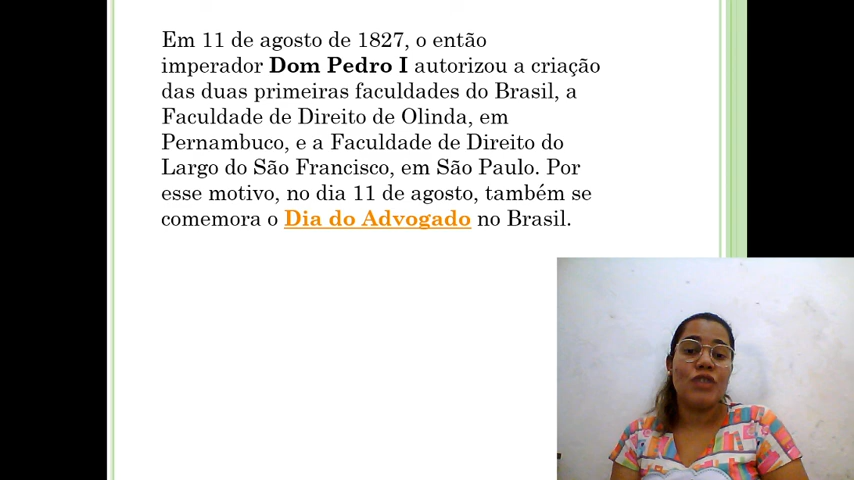 Em 11 de agosto de 1827, o então
imperador Dom Pedro I autorizou a criação
das duas primeiras faculdades do Brasil, a
Faculdade de Direito de Olinda, em
Pernambuco, e a Faculdade de Direito do
Largo do São Francisco, em São Paulo. Por
esse motivo, no dia 11 de agosto, também se
comemora o Dia do Advogado no Brasil.